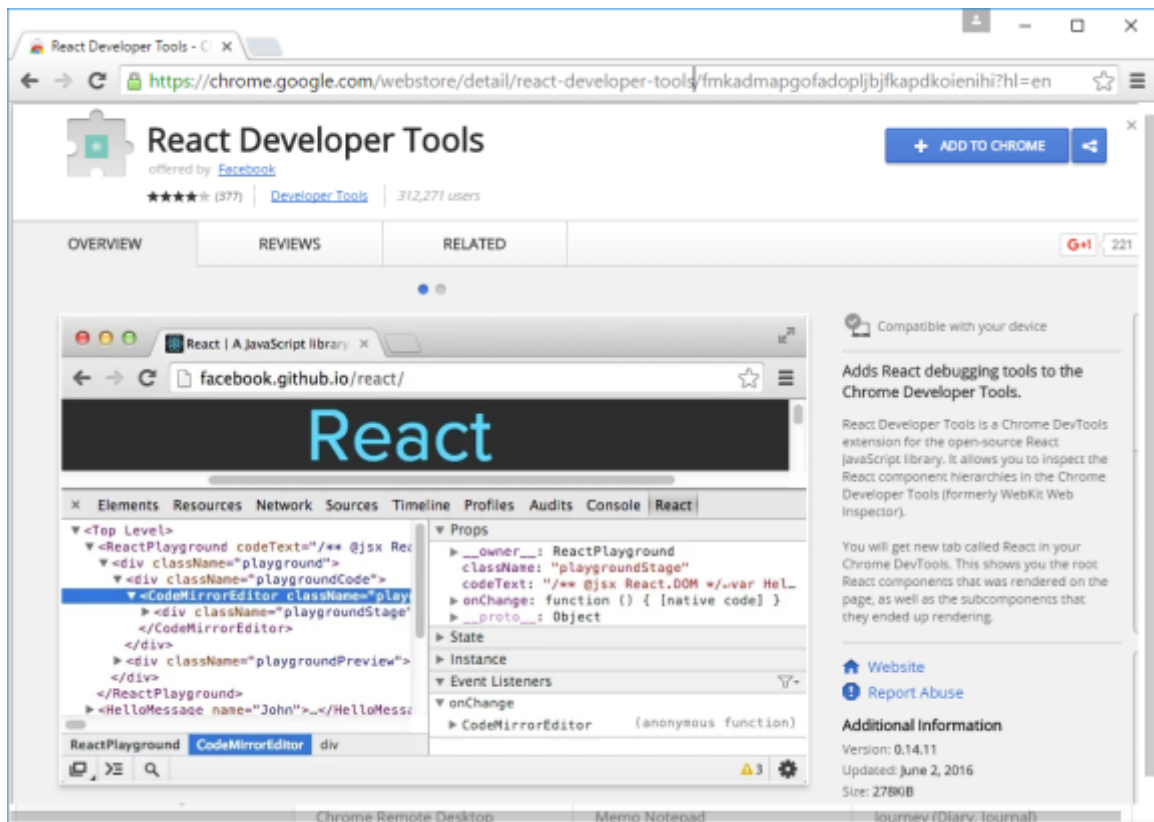 React Developer Tools - C
https://chrome.google.com/webstore/detail/react-developer-tools/fmkadmapgofadopljbjfkapdkoienihi?hl=en
React Developer Tools
offered by Facebook
(377) Developer Tools 312,271 users
+ ADD TO CHROME
OVERVIEW REVIEWS RELATED
G+1 221
React | A JavaScript library
facebook.github.io/react/
React
× Elements Resources Network Sources Timeline Profiles Audits Console React
▼<Top Level>
▼<ReactPlayground codeText="/** @jsx Rea
▼<div className="playground">
▼<div className="playgroundCode">
▼<CodeMirrorEditor className="play
▶<div className="playgroundStage"
</CodeMirrorEditor>
</div>
▶<div className="playgroundPreview">
</div>
</ReactPlayground>
▶<HelloMessage name="John">…</HelloMessa
ReactPlayground CodeMirrorEditor div
▼ Props
▶__owner__: ReactPlayground
className: "playgroundStage"
codeText: "/** @jsx React.DOM */↵var Hel…
▶onChange: function () { [native code] }
▶__proto__: Object
▶ State
▶ Instance
▼ Event Listeners
▼onChange
▶CodeMirrorEditor (anonymous function)
3
Compatible with your device
Adds React debugging tools to the
Chrome Developer Tools.
React Developer Tools is a Chrome DevTools
extension for the open-source React
JavaScript library. It allows you to inspect the
React component hierarchies in the Chrome
Developer Tools (formerly WebKit Web
Inspector).
You will get new tab called React in your
Chrome DevTools. This shows you the root
React components that was rendered on the
page, as well as the subcomponents that
they ended up rendering.
Website
Report Abuse
Additional Information
Version: 0.14.11
Updated: June 2, 2016
Size: 278KiB
Chrome Remote Desktop Memo Notepad Journey (Diary, Journal)